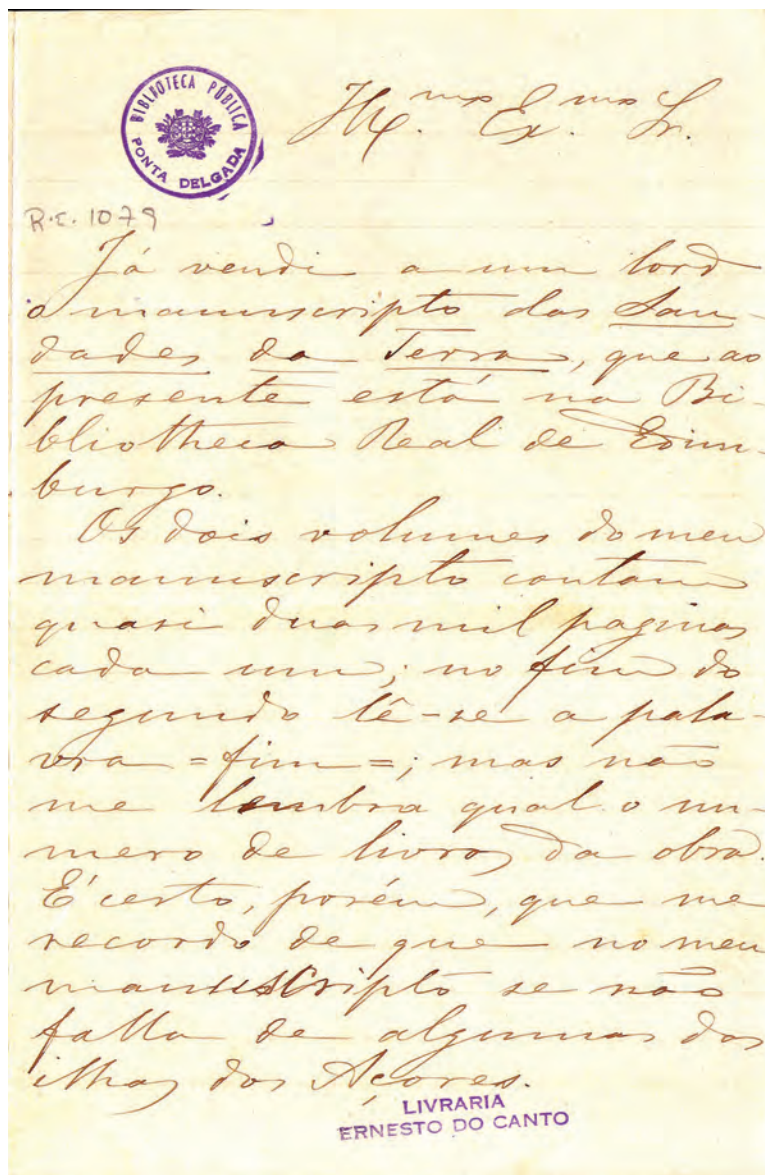 BIBLIOTECA PÚBLICA
PONTA DELGADA
Ill.mo Ex.mo Sr.
R.E. 1079
Já vendi a um lord
o manuscripto das Sau-
dades da Terra, que ao
presente está na Bi-
bliotheca Real de Edim-
burgo.
Os dois volumes do meu
manuscripto contam
quasi duas mil paginas
cada um; no fim do
segundo lê-se a pala-
vra =fim=; mas não
me lembra qual o nu-
mero de livros da obra.
É certo, porém, que me
recordo de que no meu
manuscripto se não
falla de algumas das
ilhas dos Açores.
LIVRARIA
ERNESTO DO CANTO